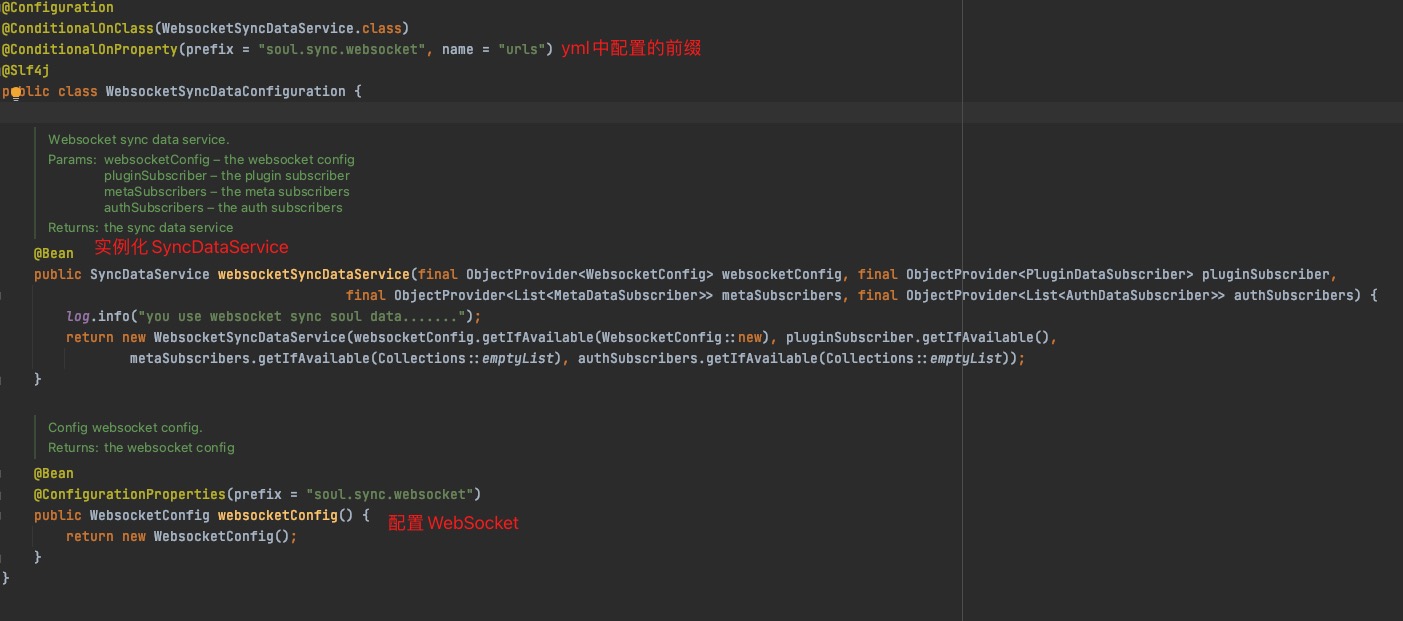 @Configuration
@ConditionalOnClass(WebsocketSyncDataService.class)
@ConditionalOnProperty(prefix = "soul.sync.websocket", name = "urls") yml中配置的前缀
@Slf4j
public class WebsocketSyncDataConfiguration {
Websocket sync data service.
Params: websocketConfig – the websocket config
pluginSubscriber – the plugin subscriber
metaSubscribers – the meta subscribers
authSubscribers – the auth subscribers
Returns: the sync data service
@Bean 实例化 SyncDataService
public SyncDataService websocketSyncDataService(final ObjectProvider<WebsocketConfig> websocketConfig, final ObjectProvider<PluginDataSubscriber> pluginSubscriber,
final ObjectProvider<List<MetaDataSubscriber>> metaSubscribers, final ObjectProvider<List<AuthDataSubscriber>> authSubscribers) {
log.info("you use websocket sync soul data.......");
return new WebsocketSyncDataService(websocketConfig.getIfAvailable(WebsocketConfig::new), pluginSubscriber.getIfAvailable(),
metaSubscribers.getIfAvailable(Collections::emptyList), authSubscribers.getIfAvailable(Collections::emptyList));
}
Config websocket config.
Returns: the websocket config
@Bean
@ConfigurationProperties(prefix = "soul.sync.websocket")
public WebsocketConfig websocketConfig() { 配置 WebSocket
return new WebsocketConfig();
}
}